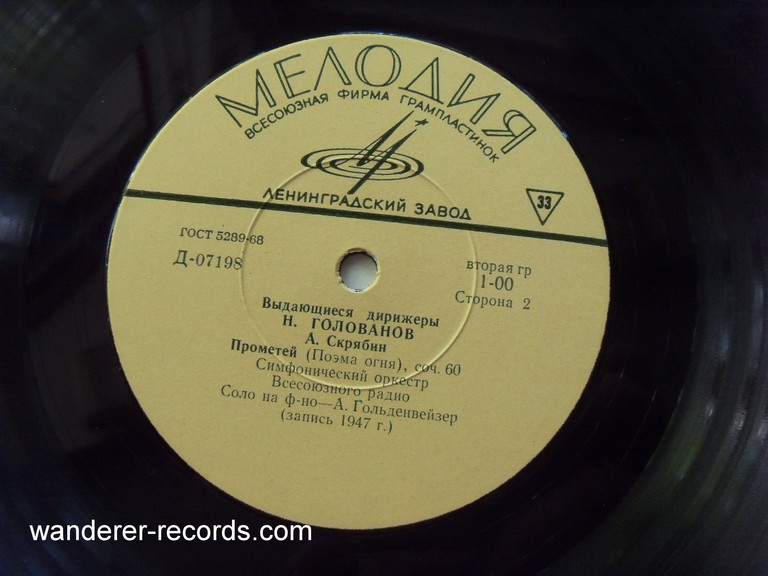 МЕЛОДИЯ
ВСЕСОЮЗНАЯ ФИРМА ГРАМПЛАСТИНОК
ЛЕНИНГРАДСКИЙ ЗАВОД
33
ГОСТ 5289-68
Д-07198
вторая гр
1-00
Сторона 2
Выдающиеся дирижеры
Н. ГОЛОВАНОВ
А. Скрябин
Прометей (Поэма огня), соч. 60
Симфонический оркестр
Всесоюзного радио
Соло на ф-но—А. Гольденвейзер
(запись 1947 г.)
wanderer-records.com